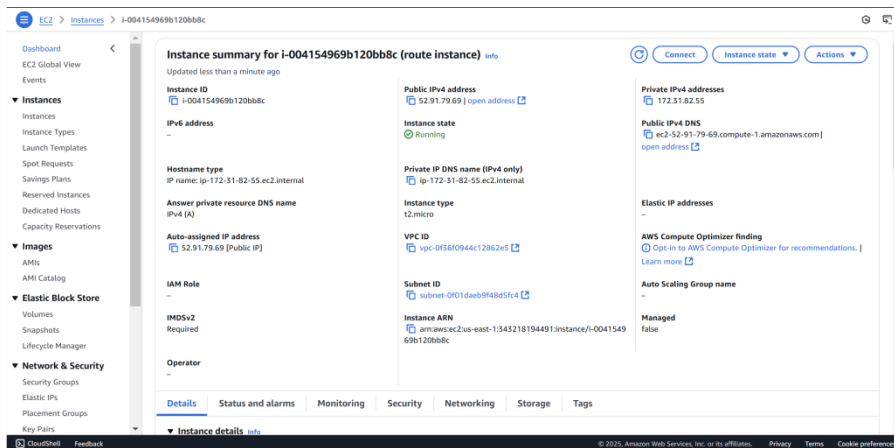 EC2 > Instances > i-004154969b120bb8c
Dashboard
EC2 Global View
Events
Instances
Instances
Instance Types
Launch Templates
Spot Requests
Savings Plans
Reserved Instances
Dedicated Hosts
Capacity Reservations
Images
AMIs
AMI Catalog
Elastic Block Store
Volumes
Snapshots
Lifecycle Manager
Network & Security
Security Groups
Elastic IPs
Placement Groups
Key Pairs
Instance summary for i-004154969b120bb8c (route instance) Info
Updated less than a minute ago
Connect
Instance state
Actions
Instance ID
i-004154969b120bb8c
Public IPv4 address
52.91.79.69 | open address
Private IPv4 addresses
172.31.82.55
IPv6 address
–
Instance state
Running
Public IPv4 DNS
ec2-52-91-79-69.compute-1.amazonaws.com |
open address
Hostname type
IP name: ip-172-31-82-55.ec2.internal
Private IP DNS name (IPv4 only)
ip-172-31-82-55.ec2.internal
Answer private resource DNS name
IPv4 (A)
Instance type
t2.micro
Elastic IP addresses
–
Auto-assigned IP address
52.91.79.69 [Public IP]
VPC ID
vpc-0f36f0944c12862e5
AWS Compute Optimizer finding
Opt-in to AWS Compute Optimizer for recommendations. |
Learn more
IAM Role
–
Subnet ID
subnet-0f01daeb9f48d5fc4
Auto Scaling Group name
–
IMDSv2
Required
Instance ARN
arn:aws:ec2:us-east-1:343218194491:instance/i-0041549
69b120bb8c
Managed
false
Operator
–
Details
Status and alarms
Monitoring
Security
Networking
Storage
Tags
Instance details Info
CloudShell
Feedback
© 2025, Amazon Web Services, Inc. or its affiliates.
Privacy
Terms
Cookie preference